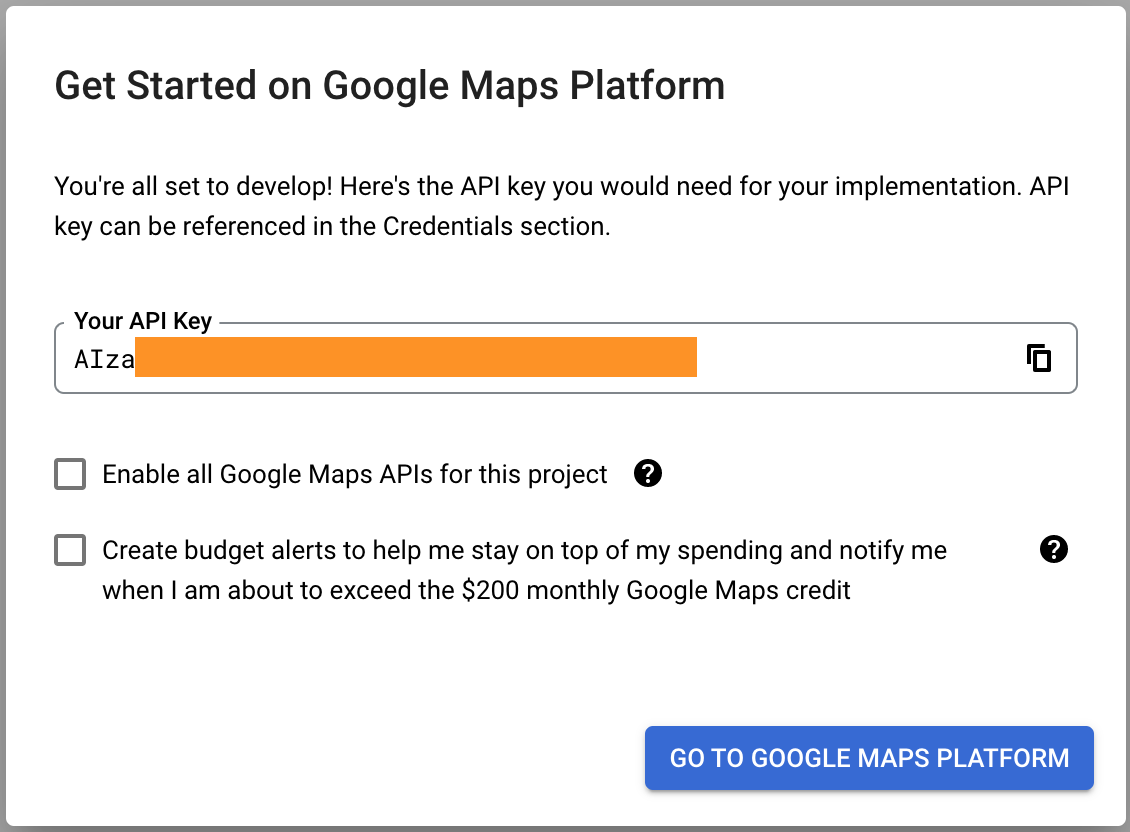 Get Started on Google Maps Platform
You're all set to develop! Here's the API key you would need for your implementation. API
key can be referenced in the Credentials section.
Your API Key
AIza
Enable all Google Maps APIs for this project
Create budget alerts to help me stay on top of my spending and notify me
when I am about to exceed the $200 monthly Google Maps credit
GO TO GOOGLE MAPS PLATFORM